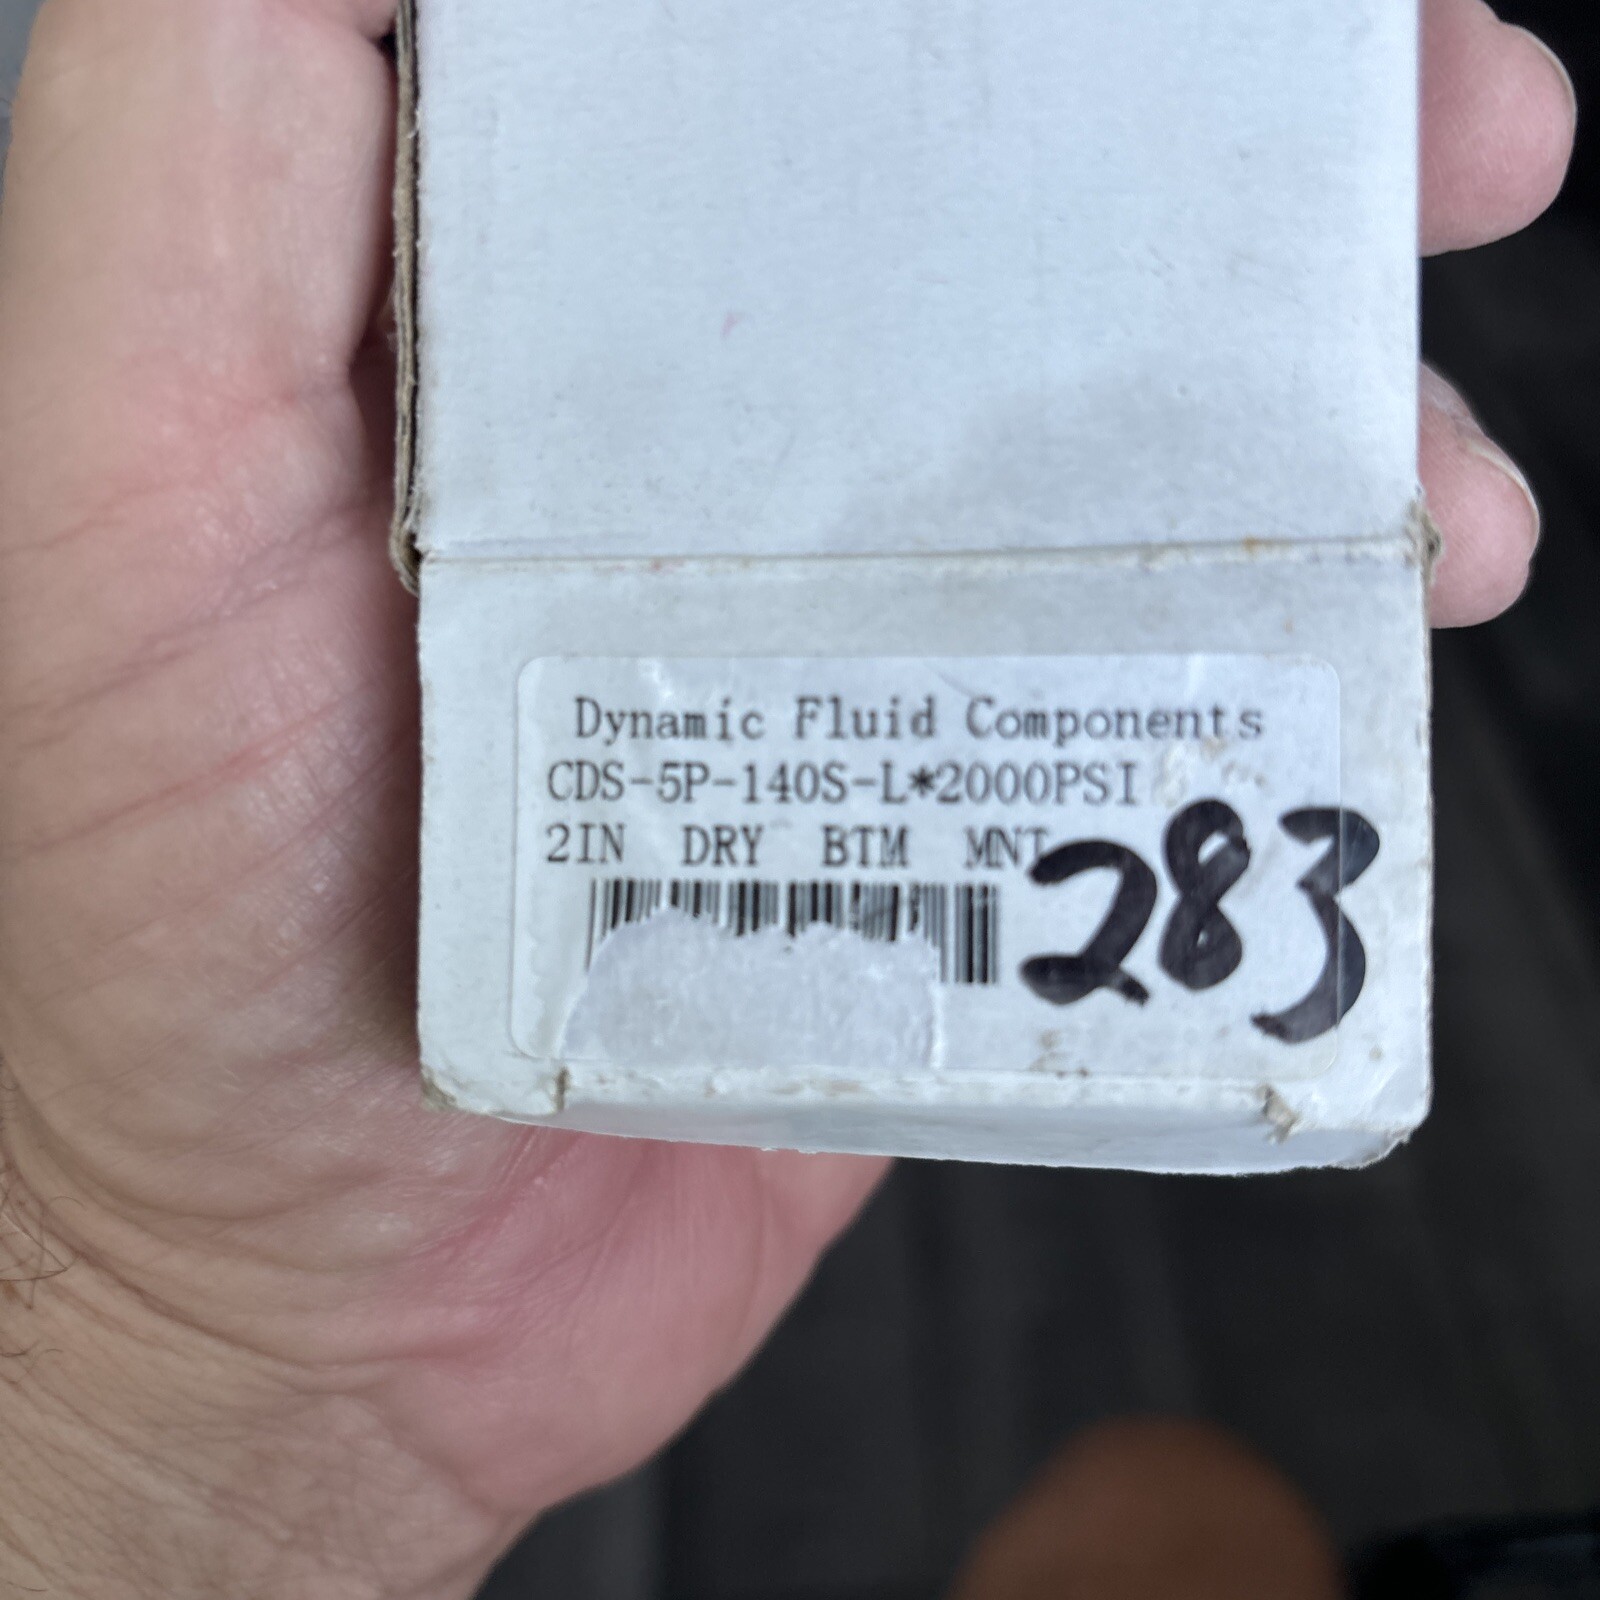 Dynamic Fluid Components
CDS-5P-140S-L*2000PSI
2IN DRY BTM MNT
283